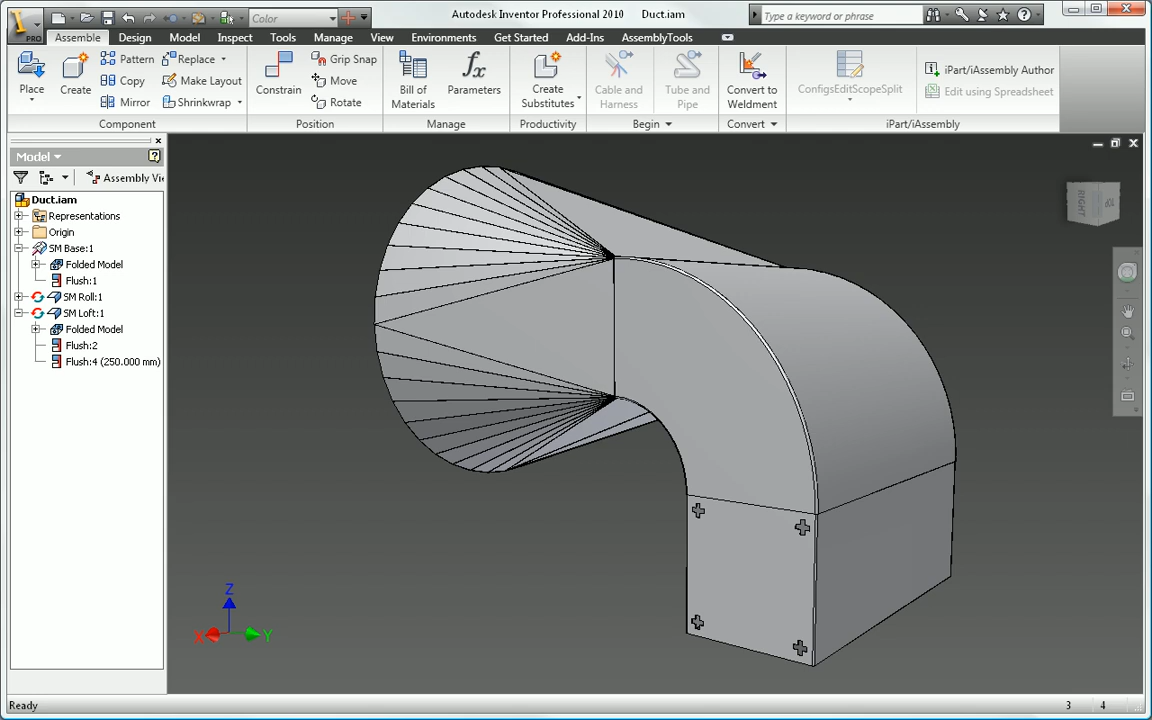 Color
Autodesk Inventor Professional 2010 Duct.iam
Type a keyword or phrase
PRO
Assemble Design Model Inspect Tools Manage View Environments Get Started Add-Ins AssemblyTools
Place
Create
Pattern
Copy
Mirror
Replace
Make Layout
Shrinkwrap
Component
Constrain
Grip Snap
Move
Rotate
Position
Bill of
Materials
Parameters
Manage
Create
Substitutes
Productivity
Cable and
Harness
Tube and
Pipe
Begin
Convert to
Weldment
Convert
ConfigsEditScopeSplit
iPart/iAssembly Author
Edit using Spreadsheet
iPart/iAssembly
Model
Assembly Vi
Duct.iam
Representations
Origin
SM Base:1
Folded Model
Flush:1
SM Roll:1
SM Loft:1
Folded Model
Flush:2
Flush:4 (250.000 mm)
RIGHT
TOP
Z
X
Y
Ready
3 4